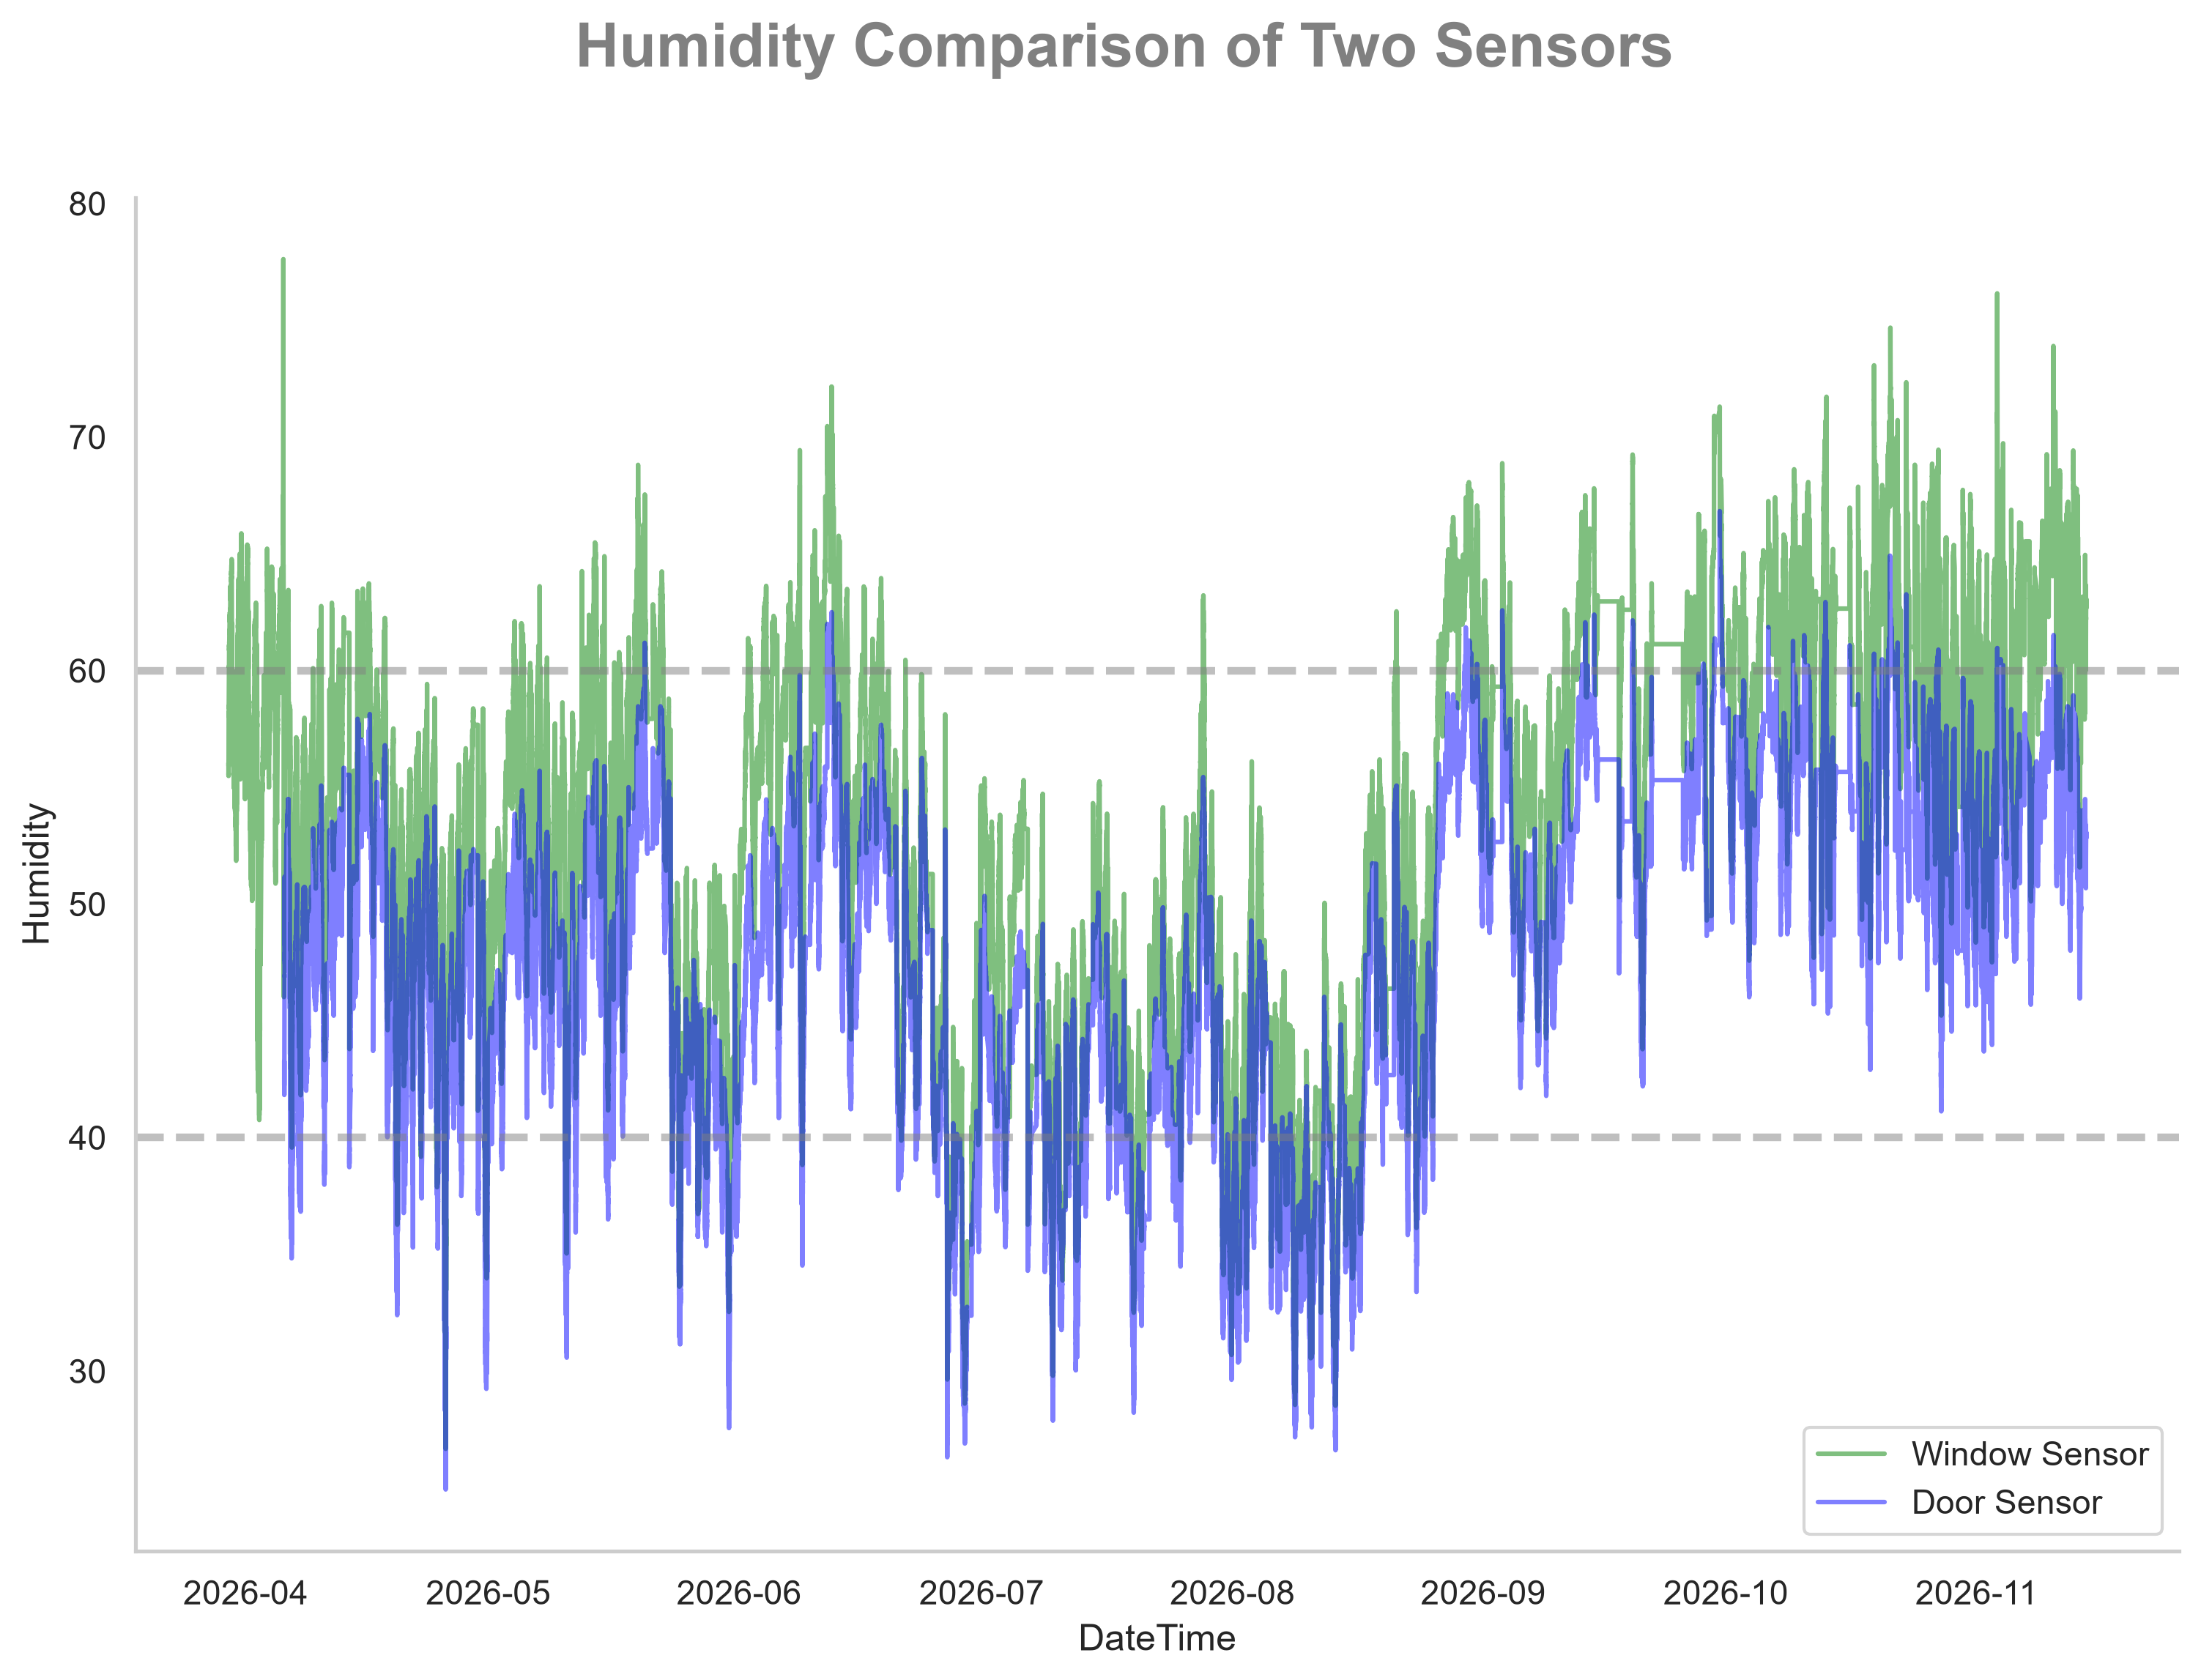 Humidity Comparison of Two Sensors
80
70
60
50
40
30
Humidity
2026-04 2026-05 2026-06 2026-07 2026-08 2026-09 2026-10 2026-11
DateTime
Window Sensor
Door Sensor